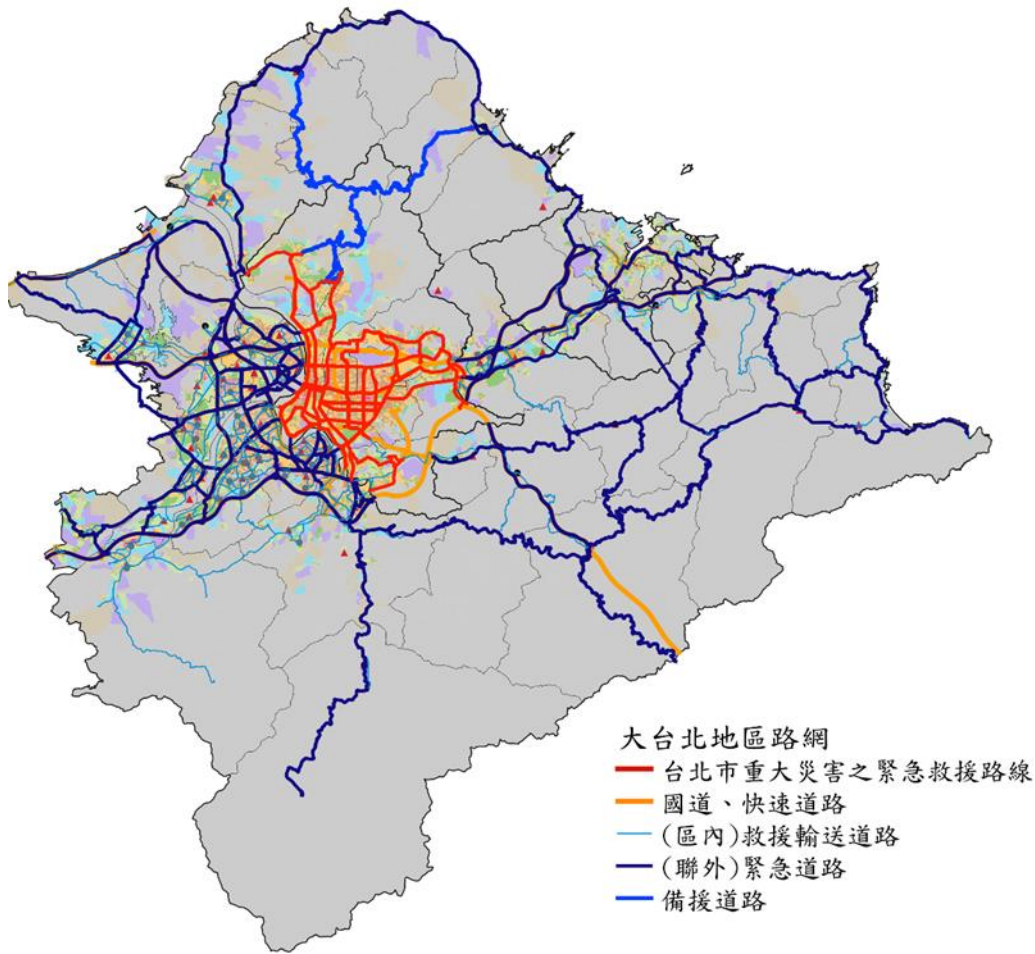 大台北地區路網
台北市重大災害之緊急救援路線
國道、快速道路
(區內)救援輸送道路
(聯外)緊急道路
備援道路